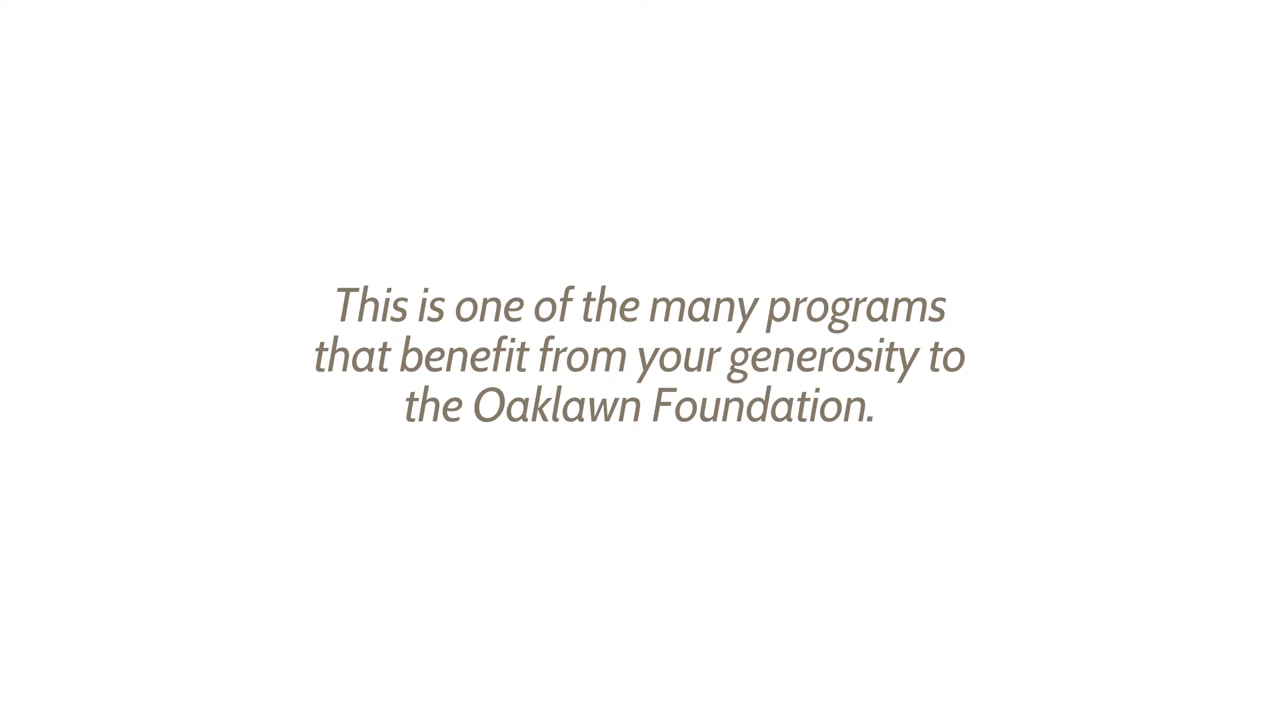 This is one of the many programs
that benefit from your generosity to
the Oaklawn Foundation.